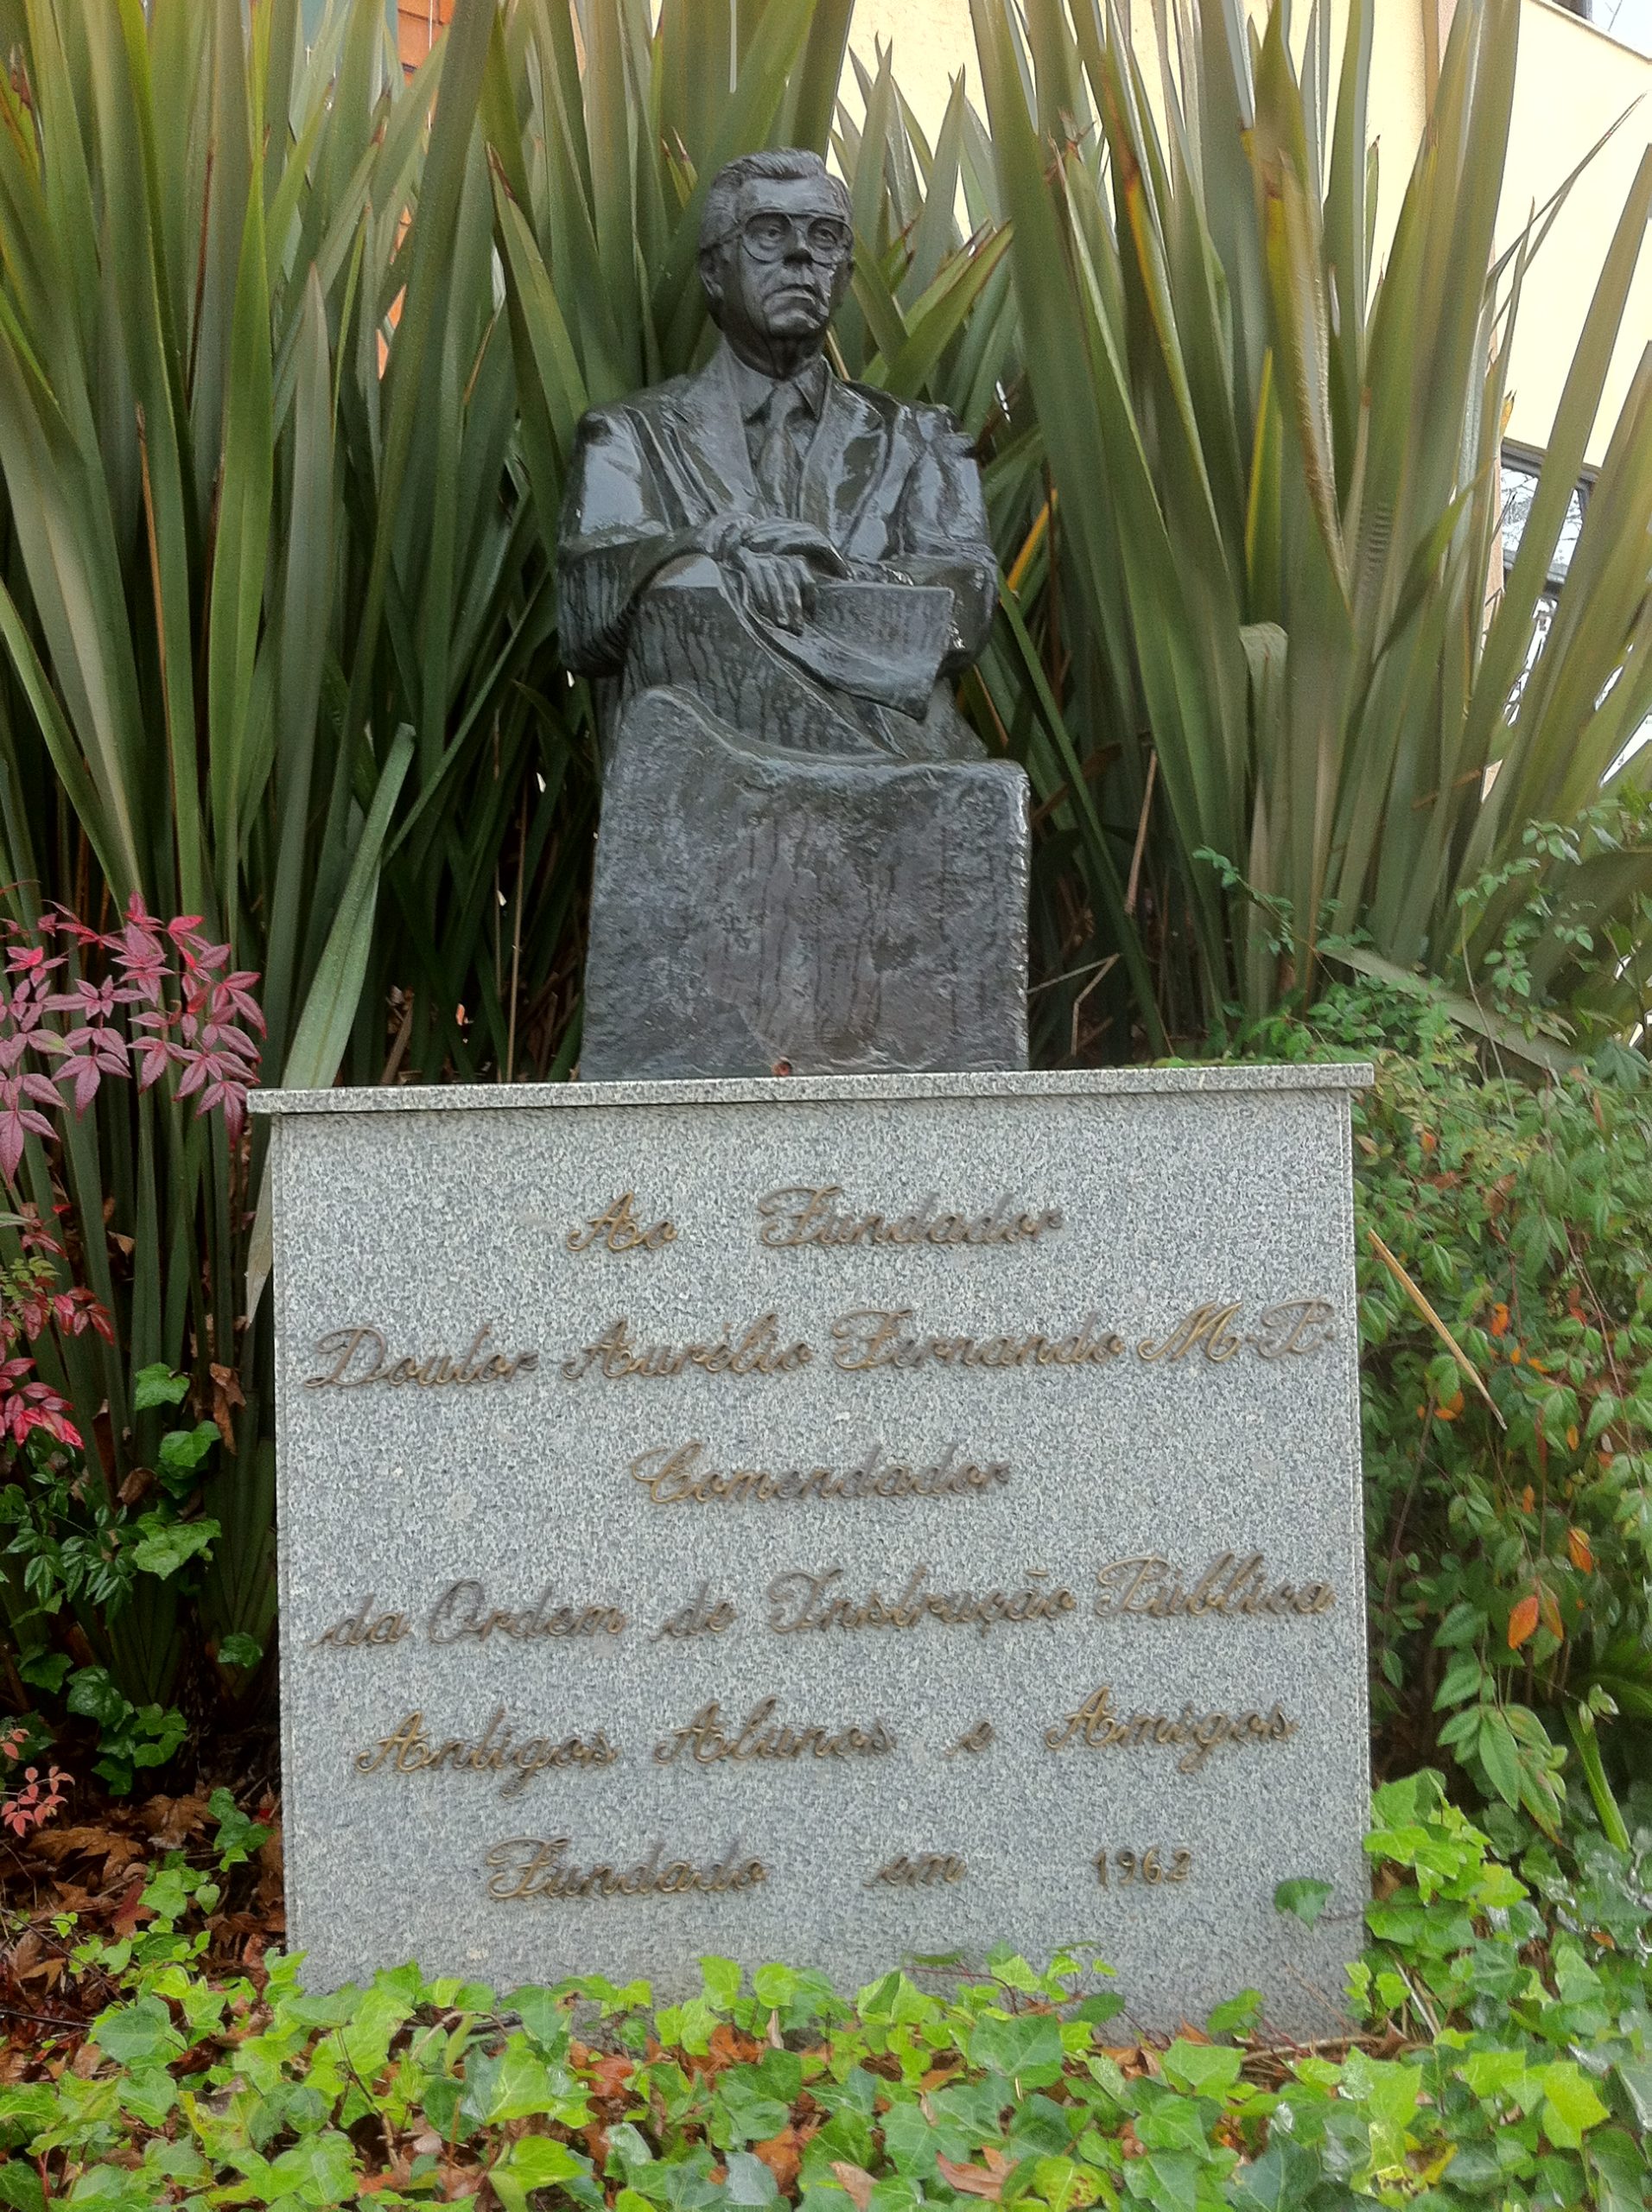 Ao Fundador
Doutor Aurélio Fernando M. P.
Comendador
da Ordem de Instrução Pública
Antigos Alunos e Amigos
Fundado em 1962